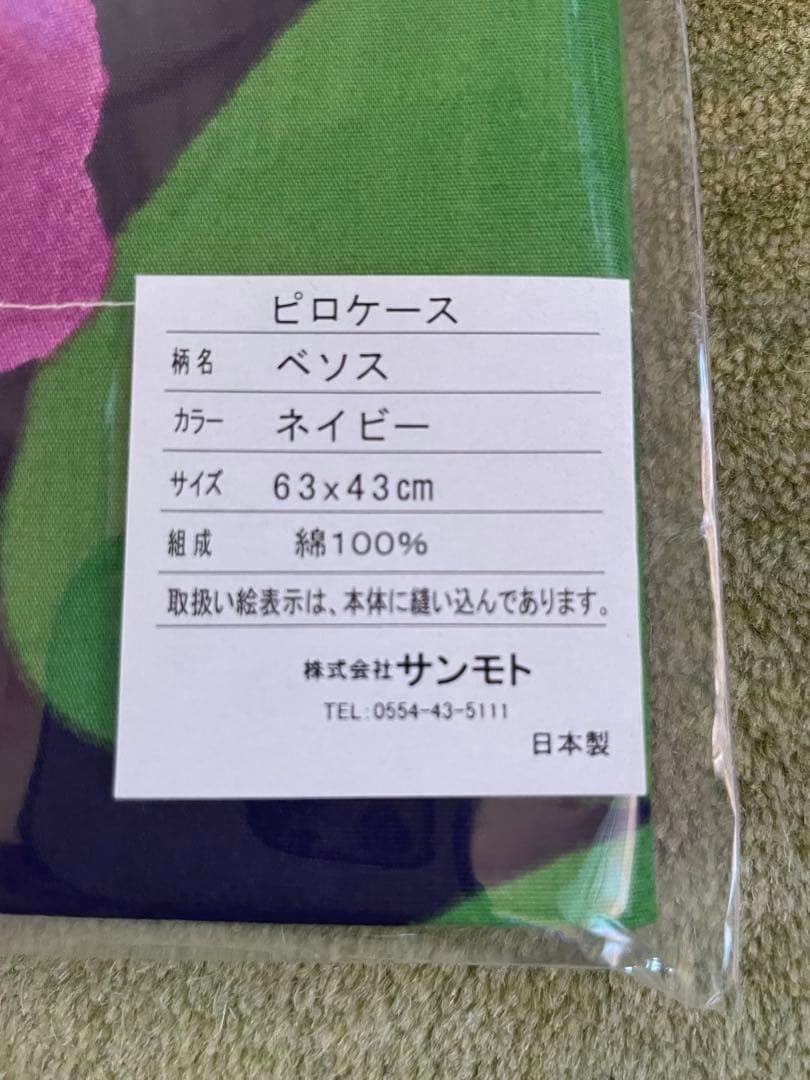 ピロケース
柄名 ベソス
カラー ネイビー
サイズ 63x43cm
組成 綿100%
取扱い絵表示は、本体に縫い込んであります。
株式会社サンモト
TEL:0554-43-5111
日本製